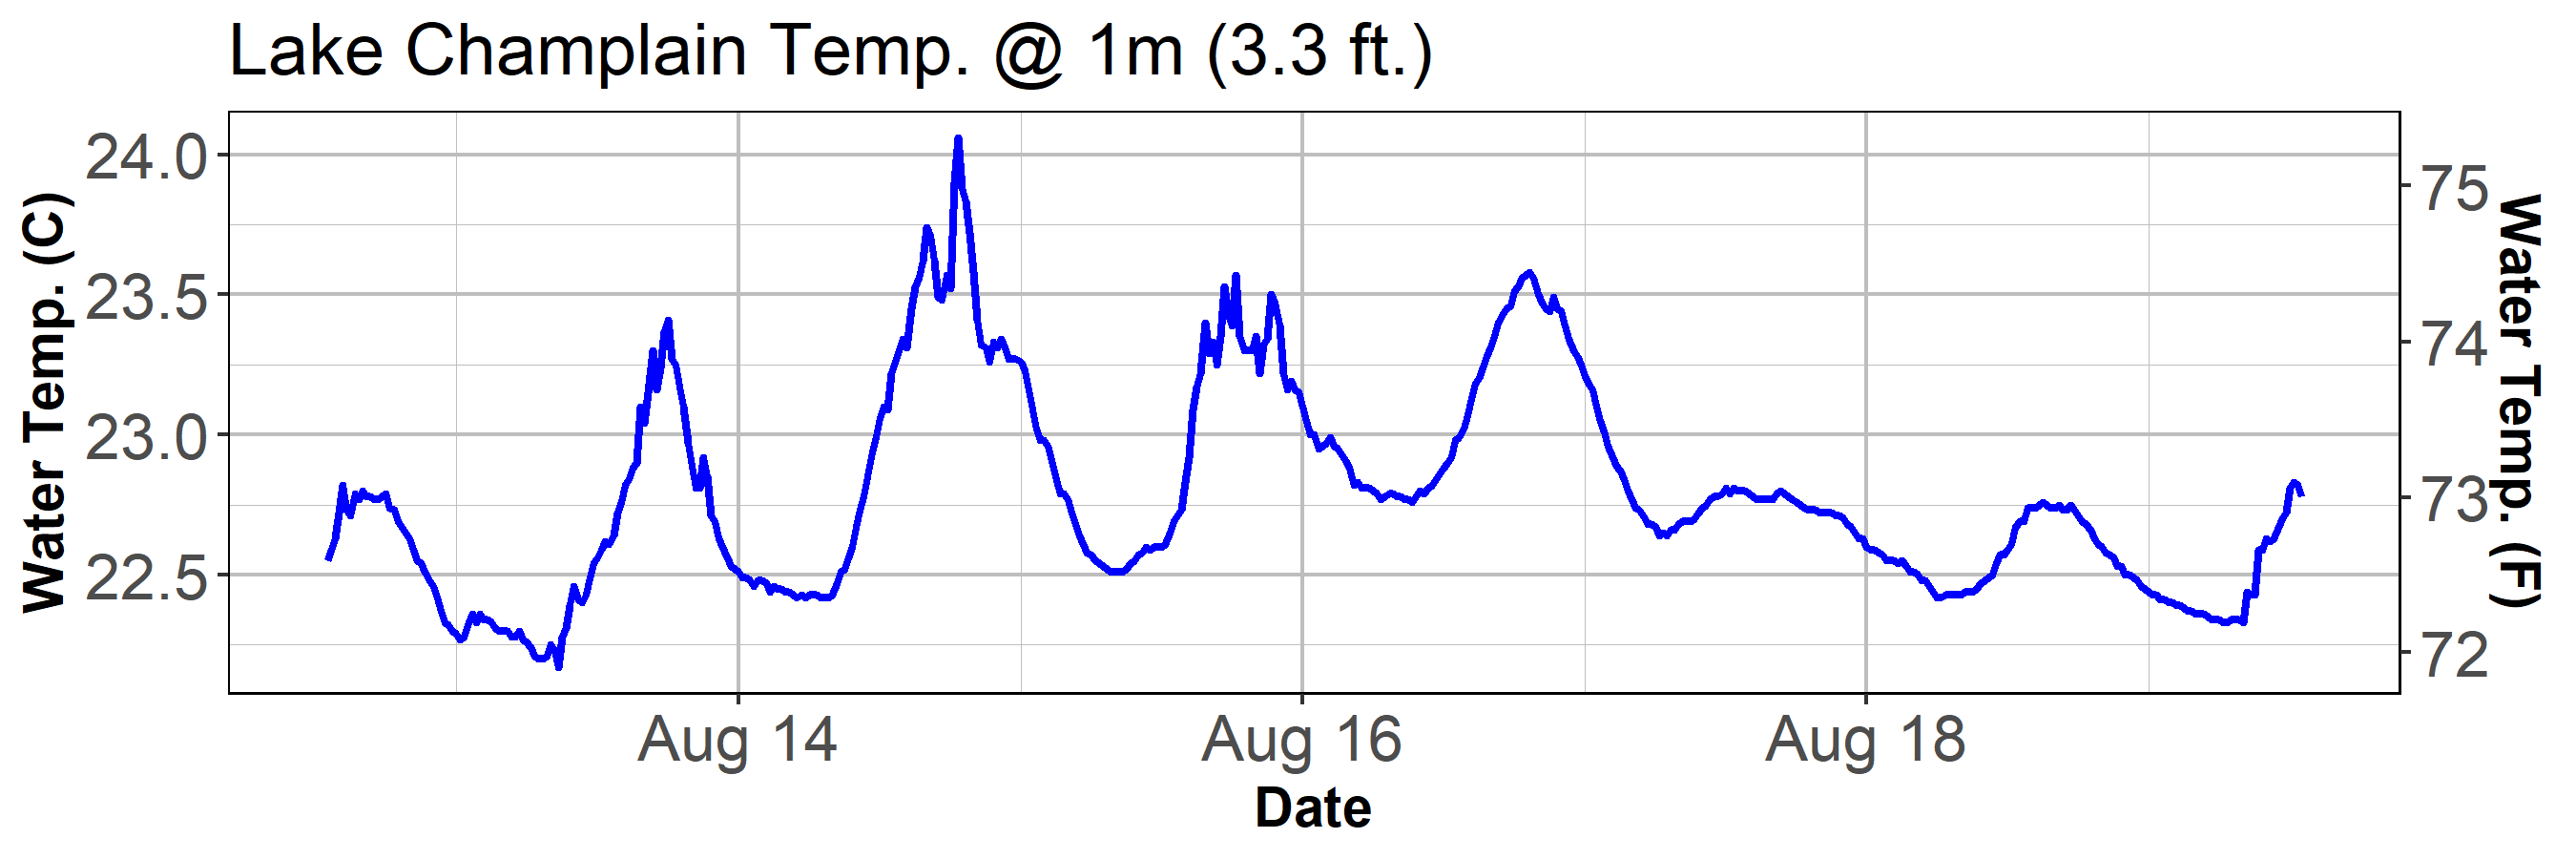 Lake Champlain Temp. @ 1m (3.3 ft.)
Water Temp. (C)
24.0
23.5
23.0
22.5
75
74
73
72
Water Temp. (F)
Aug 14
Aug 16
Aug 18
Date